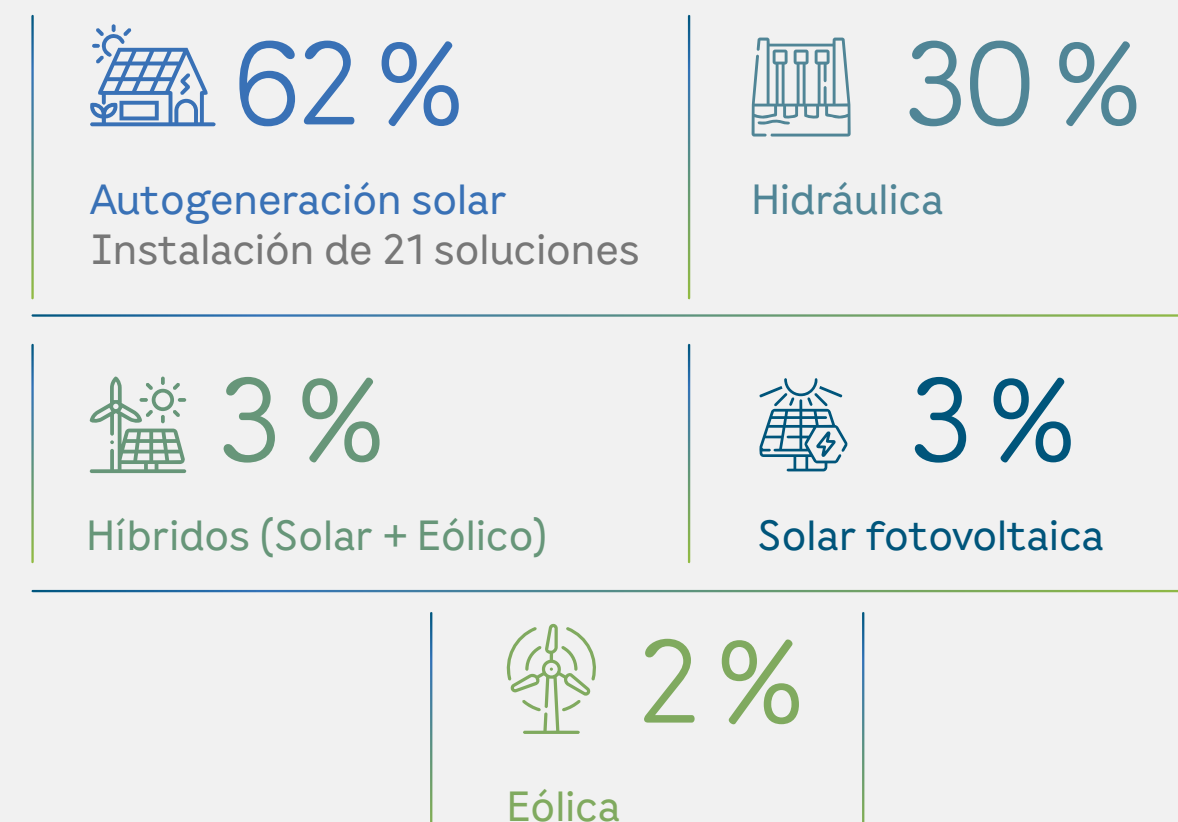 62 %
Autogeneración solar
Instalación de 21 soluciones
30 %
Hidráulica
3 %
Híbridos (Solar + Eólico)
3 %
Solar fotovoltaica
2 %
Eólica